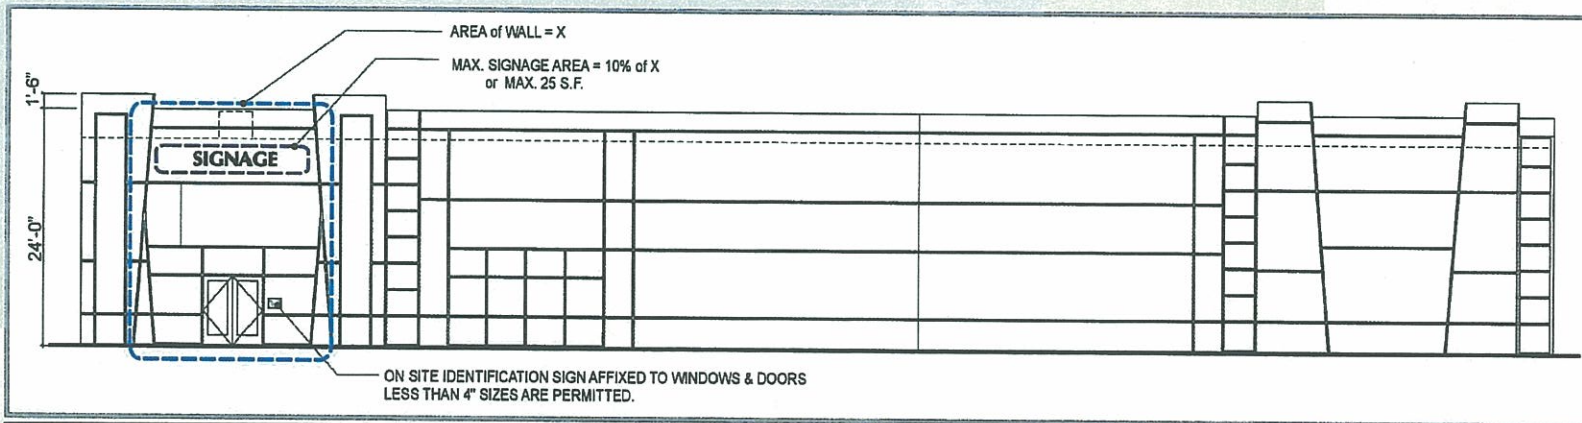 AREA of WALL = X
MAX. SIGNAGE AREA = 10% of X
or MAX. 25 S.F.
1'-6"
SIGNAGE
24'-0"
ON SITE IDENTIFICATION SIGN AFFIXED TO WINDOWS & DOORS
LESS THAN 4" SIZES ARE PERMITTED.